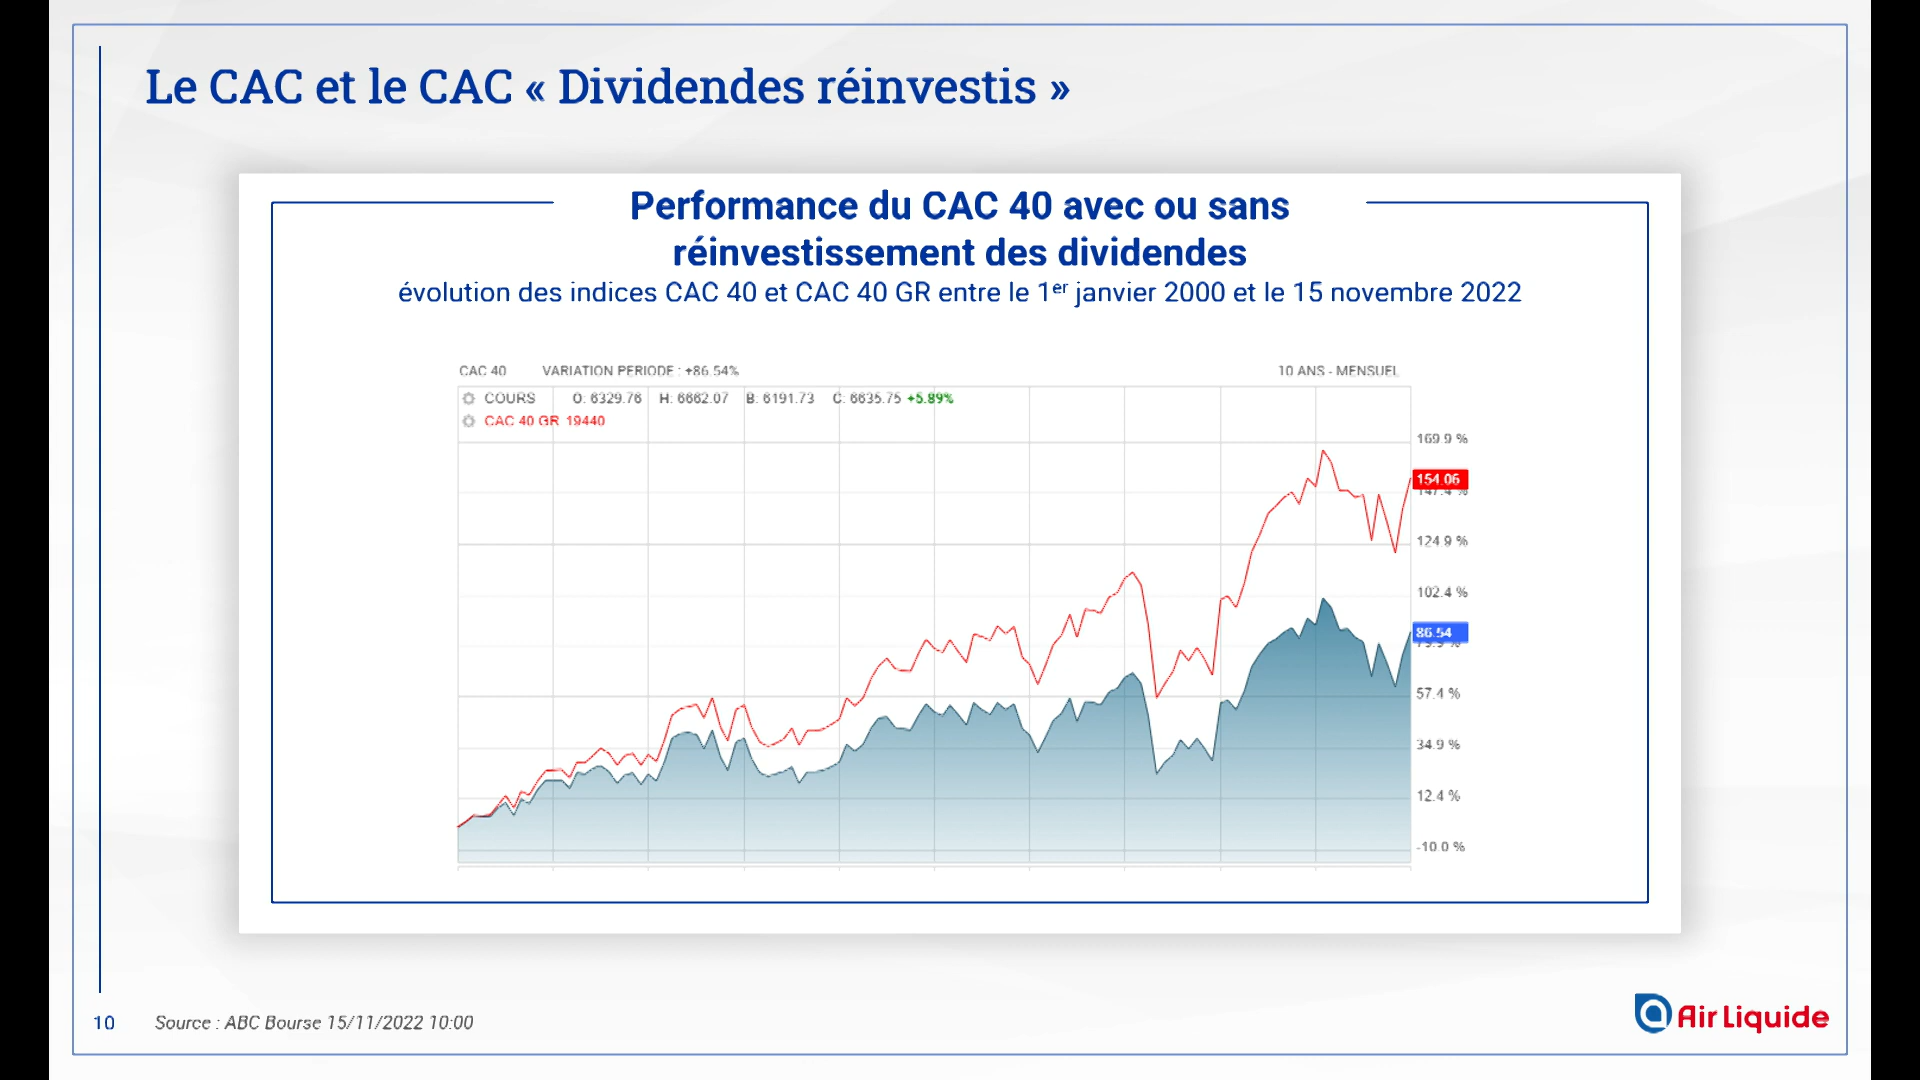 Le CAC et le CAC « Dividendes réinvestis »
Performance du CAC 40 avec ou sans
réinvestissement des dividendes
évolution des indices CAC 40 et CAC 40 GR entre le 1er janvier 2000 et le 15 novembre 2022
CAC 40 VARIATION PERIODE : +86.54% 10 ANS - MENSUEL
COURS O: 6329.76 H: 6662.07 B: 6191.73 C: 6635.75 +5.89%
CAC 40 GR 19440
169.9 %
154.06
147.4 %
124.9 %
102.4 %
86.54
79.9 %
57.4 %
34.9 %
12.4 %
-10.0 %
10 Source : ABC Bourse 15/11/2022 10:00
Air Liquide